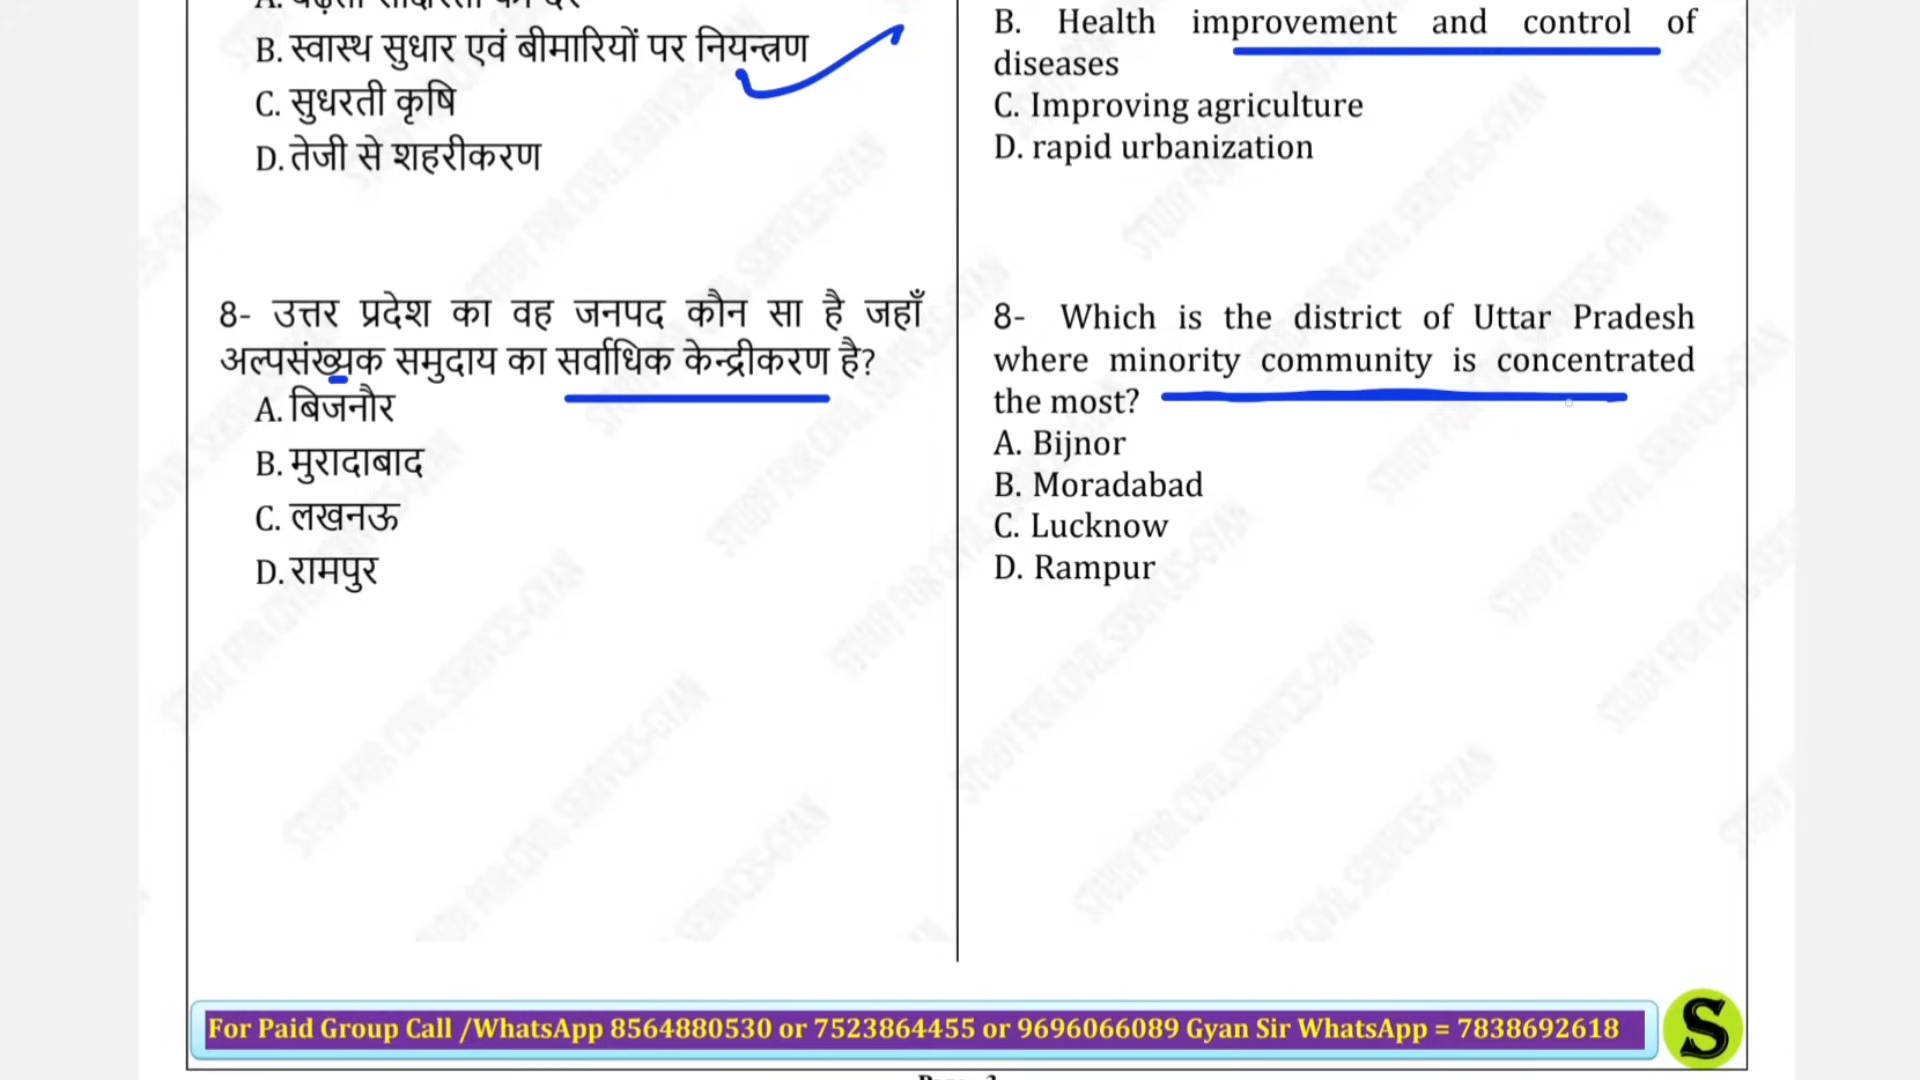 B. स्वास्थ सुधार एवं बीमारियों पर नियन्त्रण
C. सुधरती कृषि
D. तेजी से शहरीकरण
8- उत्तर प्रदेश का वह जनपद कौन सा है जहाँ
अल्पसंख्यक समुदाय का सर्वाधिक केन्द्रीकरण है?
A. बिजनौर
B. मुरादाबाद
C. लखनऊ
D. रामपुर
B. Health improvement and control of
diseases
C. Improving agriculture
D. rapid urbanization
8- Which is the district of Uttar Pradesh
where minority community is concentrated
the most?
A. Bijnor
B. Moradabad
C. Lucknow
D. Rampur
For Paid Group Call /WhatsApp 8564880530 or 7523864455 or 9696066089 Gyan Sir WhatsApp = 7838692618
S